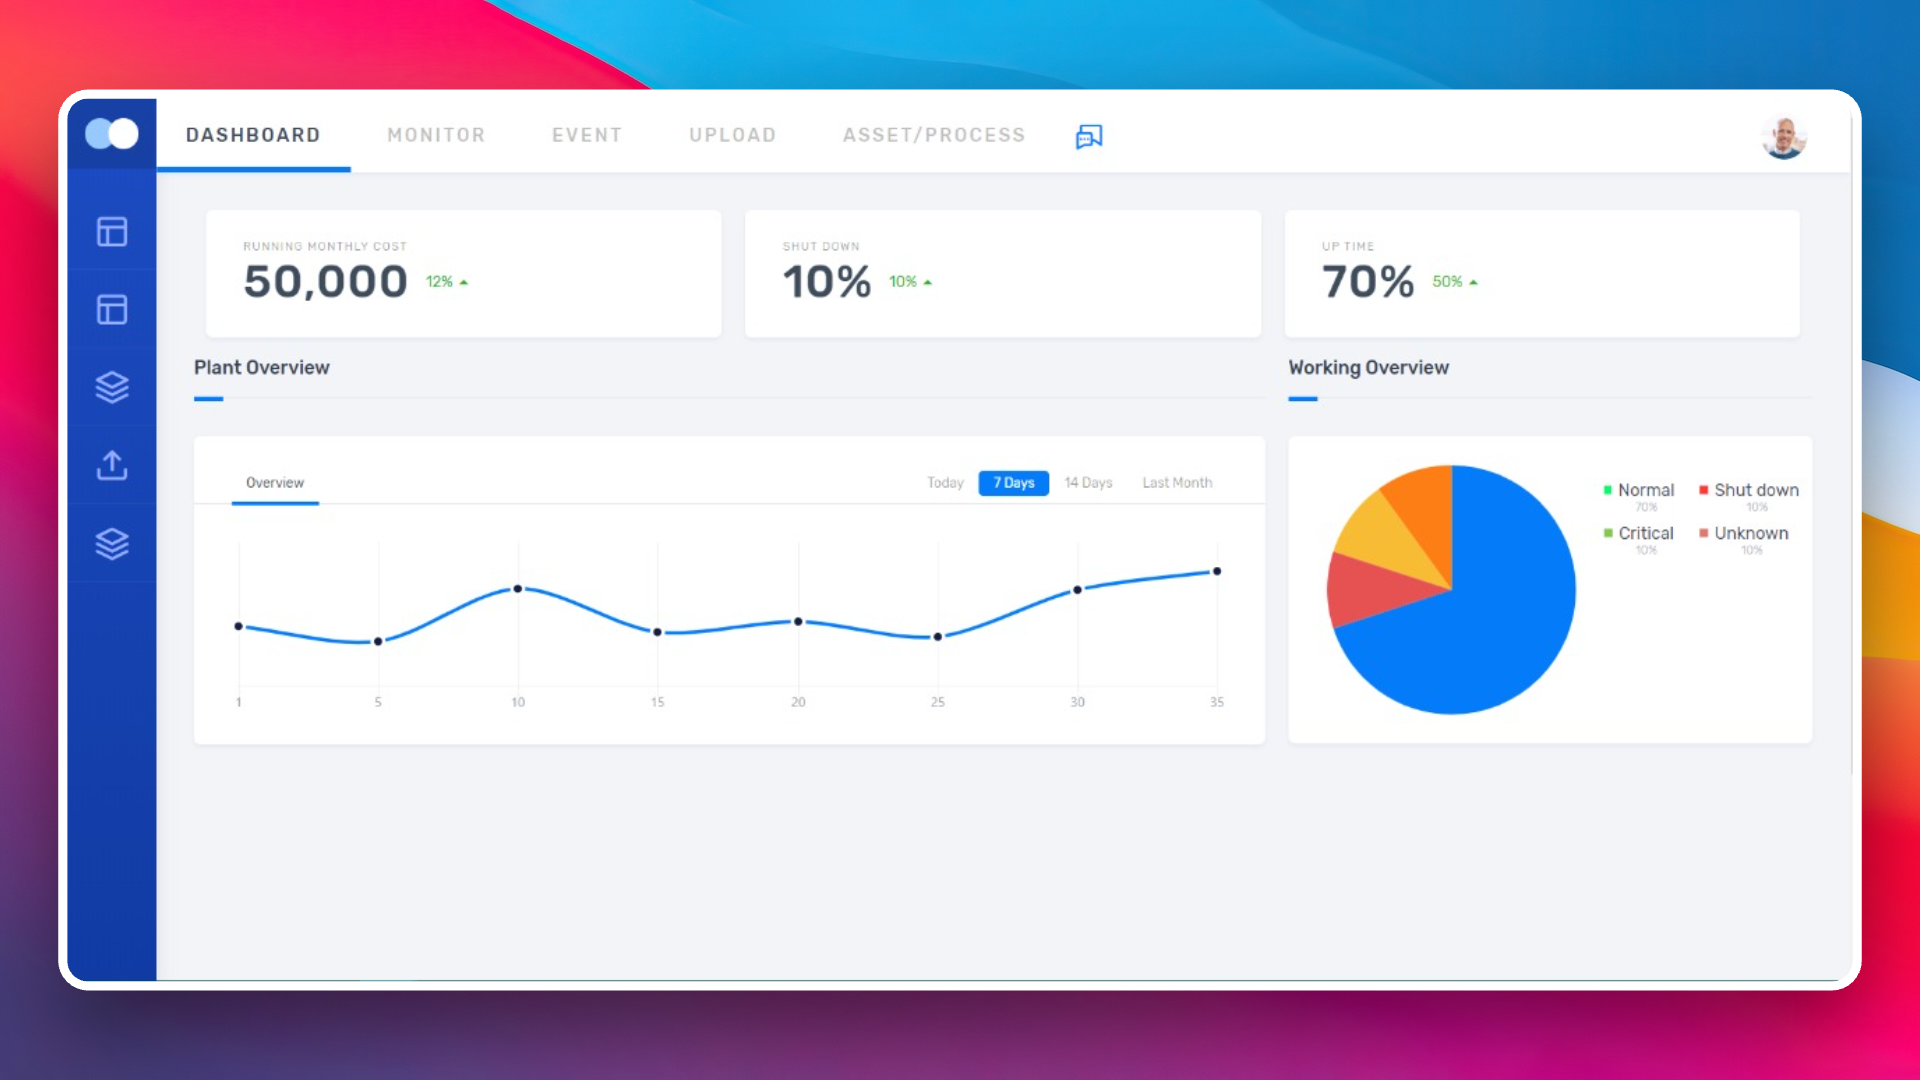 DASHBOARD MONITOR EVENT UPLOAD ASSET/PROCESS
RUNNING MONTHLY COST
50,000 12%
SHUT DOWN
10% 10%
UP TIME
70% 50%
Plant Overview
Working Overview
Overview Today 7 Days 14 Days Last Month
1 5 10 15 20 25 30 35
Normal Shut down
70% 10%
Critical Unknown
10% 10%